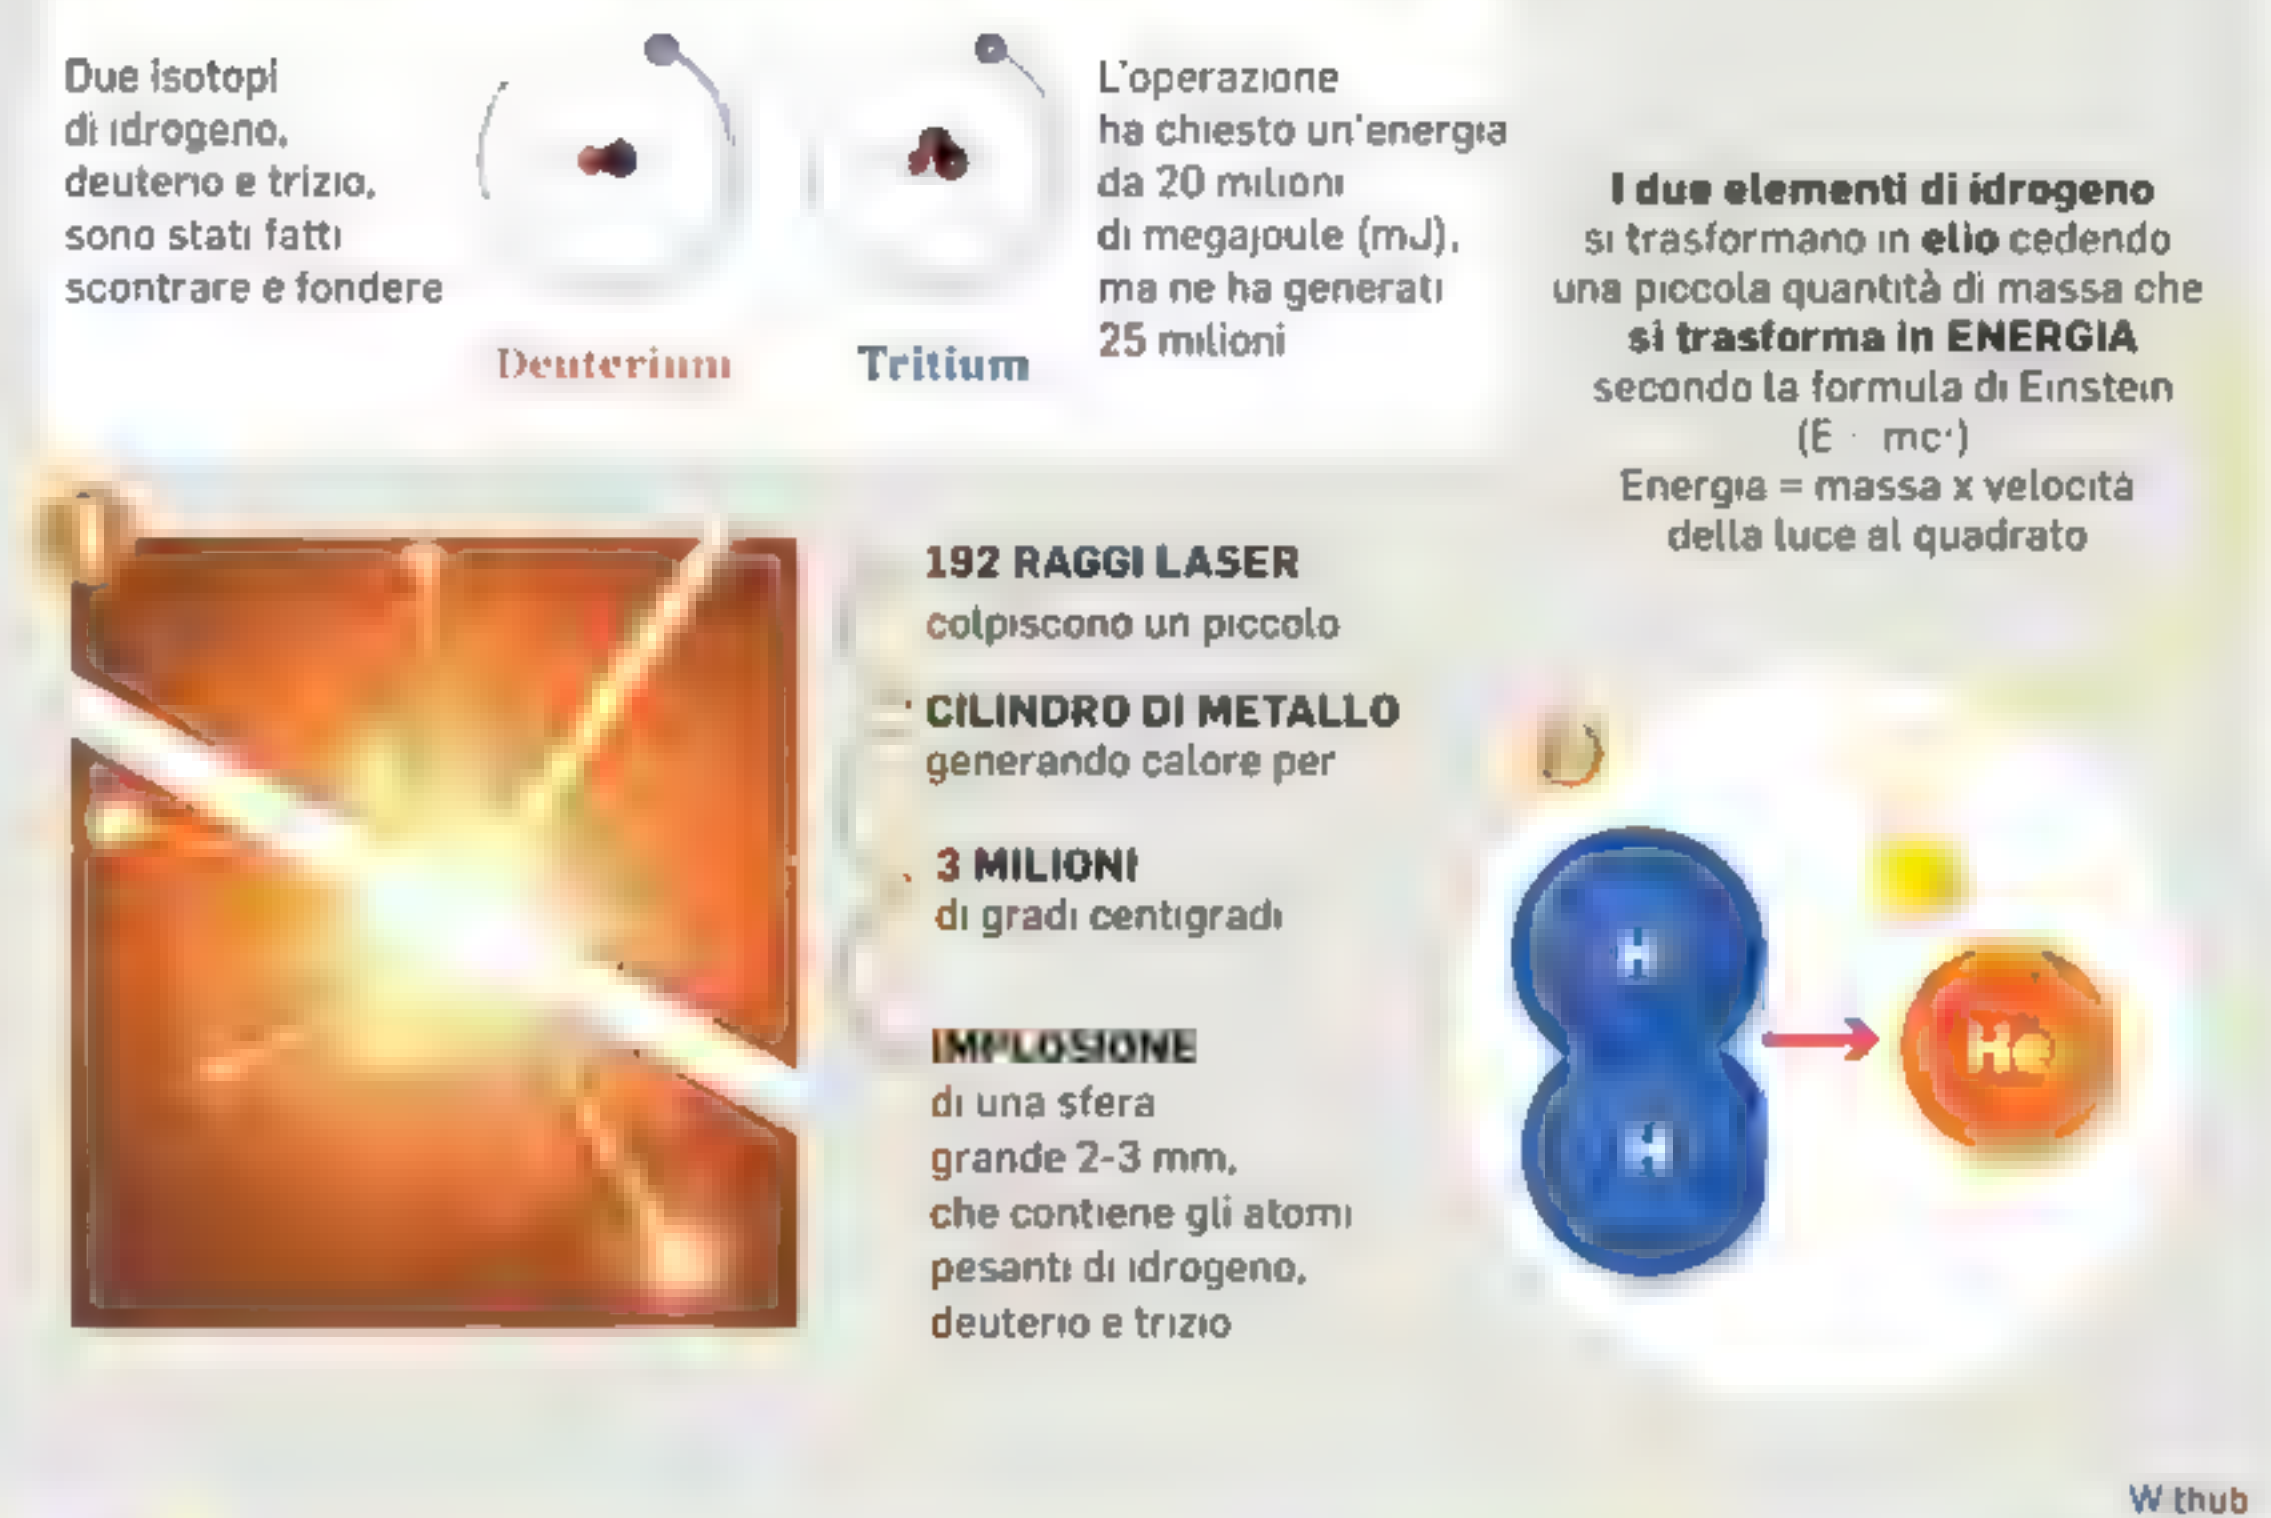 Due isotopi
di idrogeno,
deuterio e trizio,
sono stati fatti
scontrare e fondere
Deuterium
Tritium
L'operazione
ha chiesto un'energia
da 20 milioni
di megajoule (mJ),
ma ne ha generati
25 milioni
I due elementi di idrogeno
si trasformano in elio cedendo
una piccola quantità di massa che
si trasforma in ENERGIA
secondo la formula di Einstein
(E mc
Energia = massa x velocità
della luce al quadrato
192 RAGGI LASER
colpiscono un piccolo
CILINDRO DI METALLO
generando calore per
3 MILIONI
di gradi centigradi
IMPLOSIONE
di una sfera
grande 2-3 mm,
che contiene gli atomi
pesanti di idrogeno,
deuterio e trizio
H
H
He